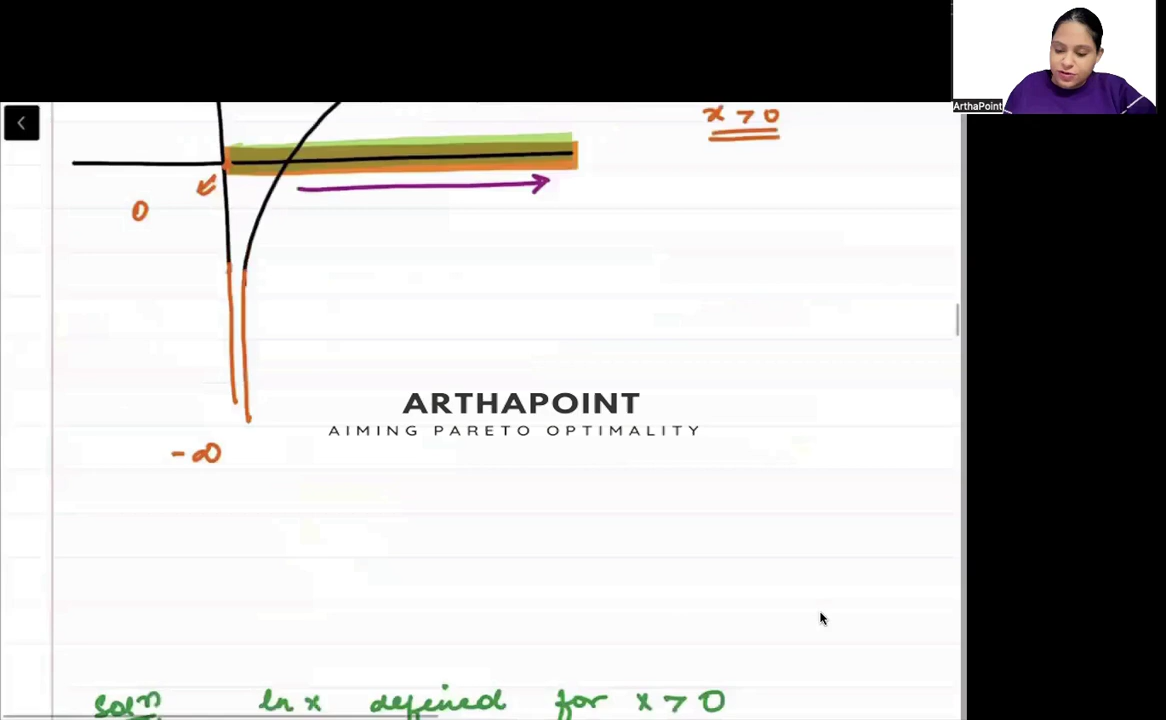 ArthaPoint
x > 0
0
ARTHAPOINT
AIMING PARETO OPTIMALITY
-∞
Soln ln x defined for x > 0